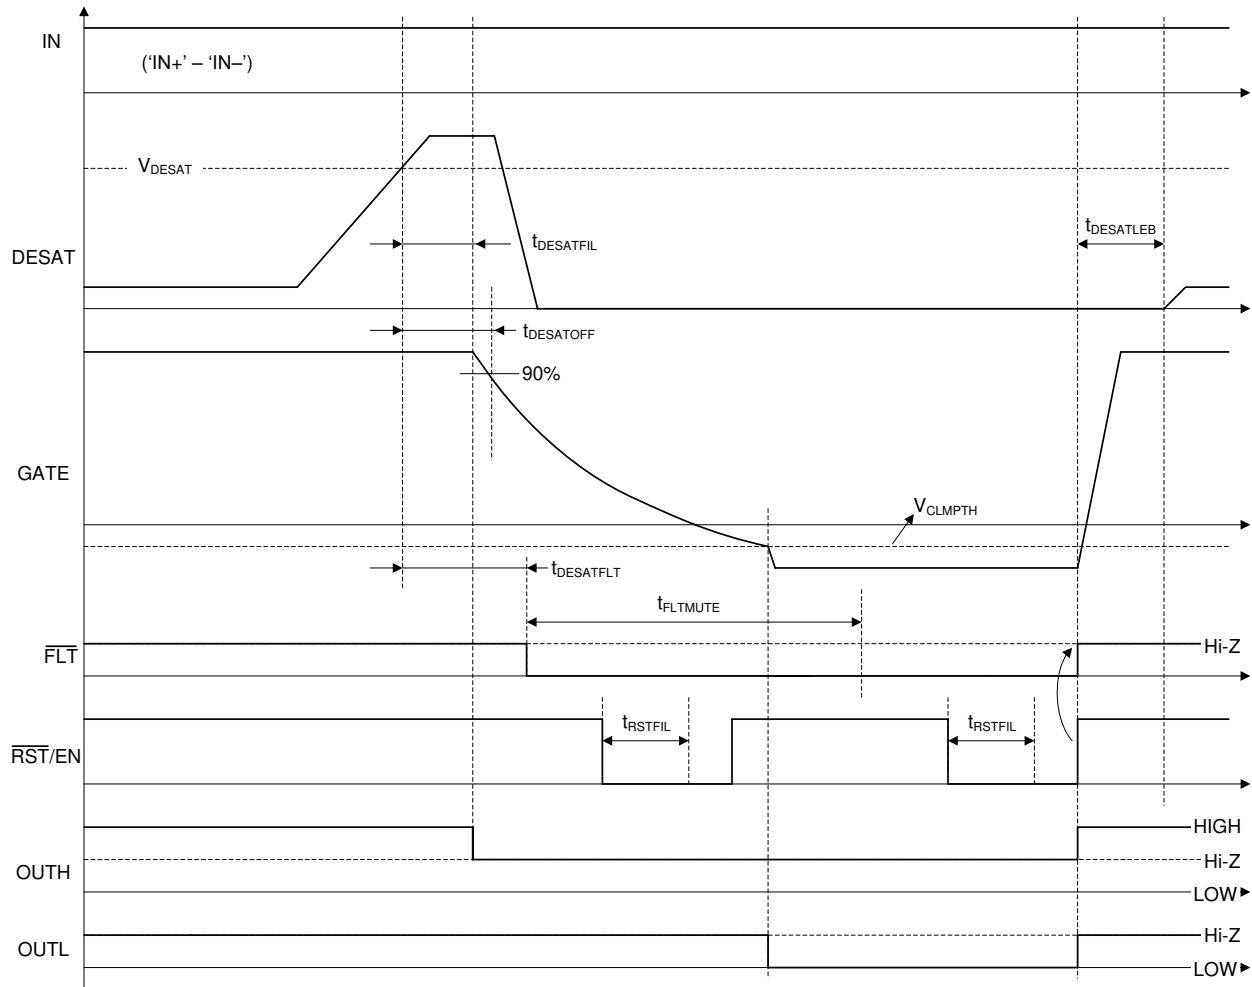 IN
(‘IN+’ – ‘IN–’)
VDESAT
DESAT
tDESATFIL
tDESATLEB
tDESATOFF
90%
GATE
VCLMPTH
tDESATFLT
tFLTMUTE
FLT
Hi-Z
RST/EN
tRSTFIL
tRSTFIL
OUTH
HIGH
Hi-Z
LOW
OUTL
Hi-Z
LOW